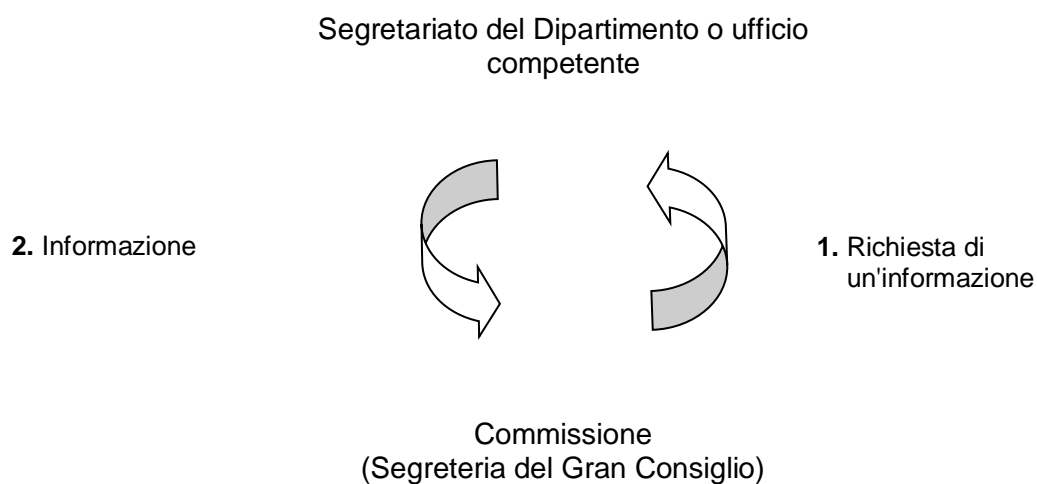 Segretariato del Dipartimento o ufficio
competente
2. Informazione
1. Richiesta di
un'informazione
Commissione
(Segreteria del Gran Consiglio)